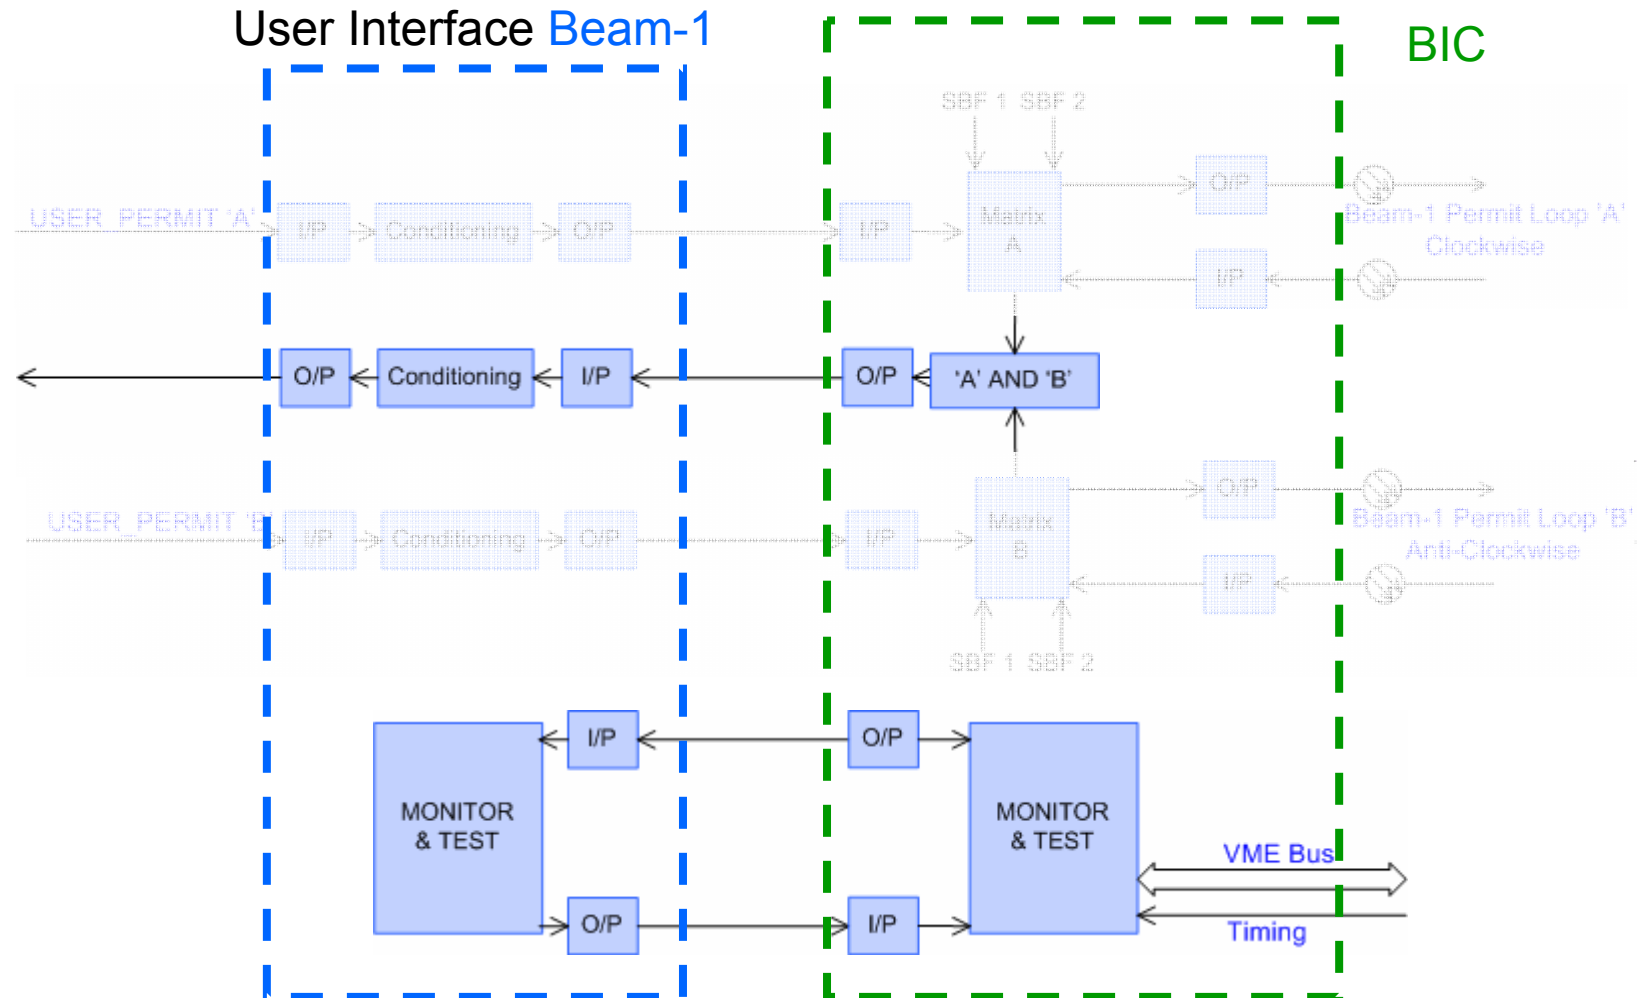 User Interface Beam-1
BIC
SBF 1 SBF 2
O/P
USER_PERMIT 'A'
I/P
Conditioning
O/P
I/P
Matrix
A
Beam-1 Permit Loop 'A'
Clockwise
I/P
O/P
Conditioning
I/P
O/P
'A' AND 'B'
O/P
USER_PERMIT 'B'
I/P
Conditioning
O/P
I/P
Matrix
B
Beam-1 Permit Loop 'B'
Anti-Clockwise
I/P
SBF 1 SBF 2
I/P
O/P
MONITOR
& TEST
MONITOR
& TEST
VME Bus
O/P
I/P
Timing